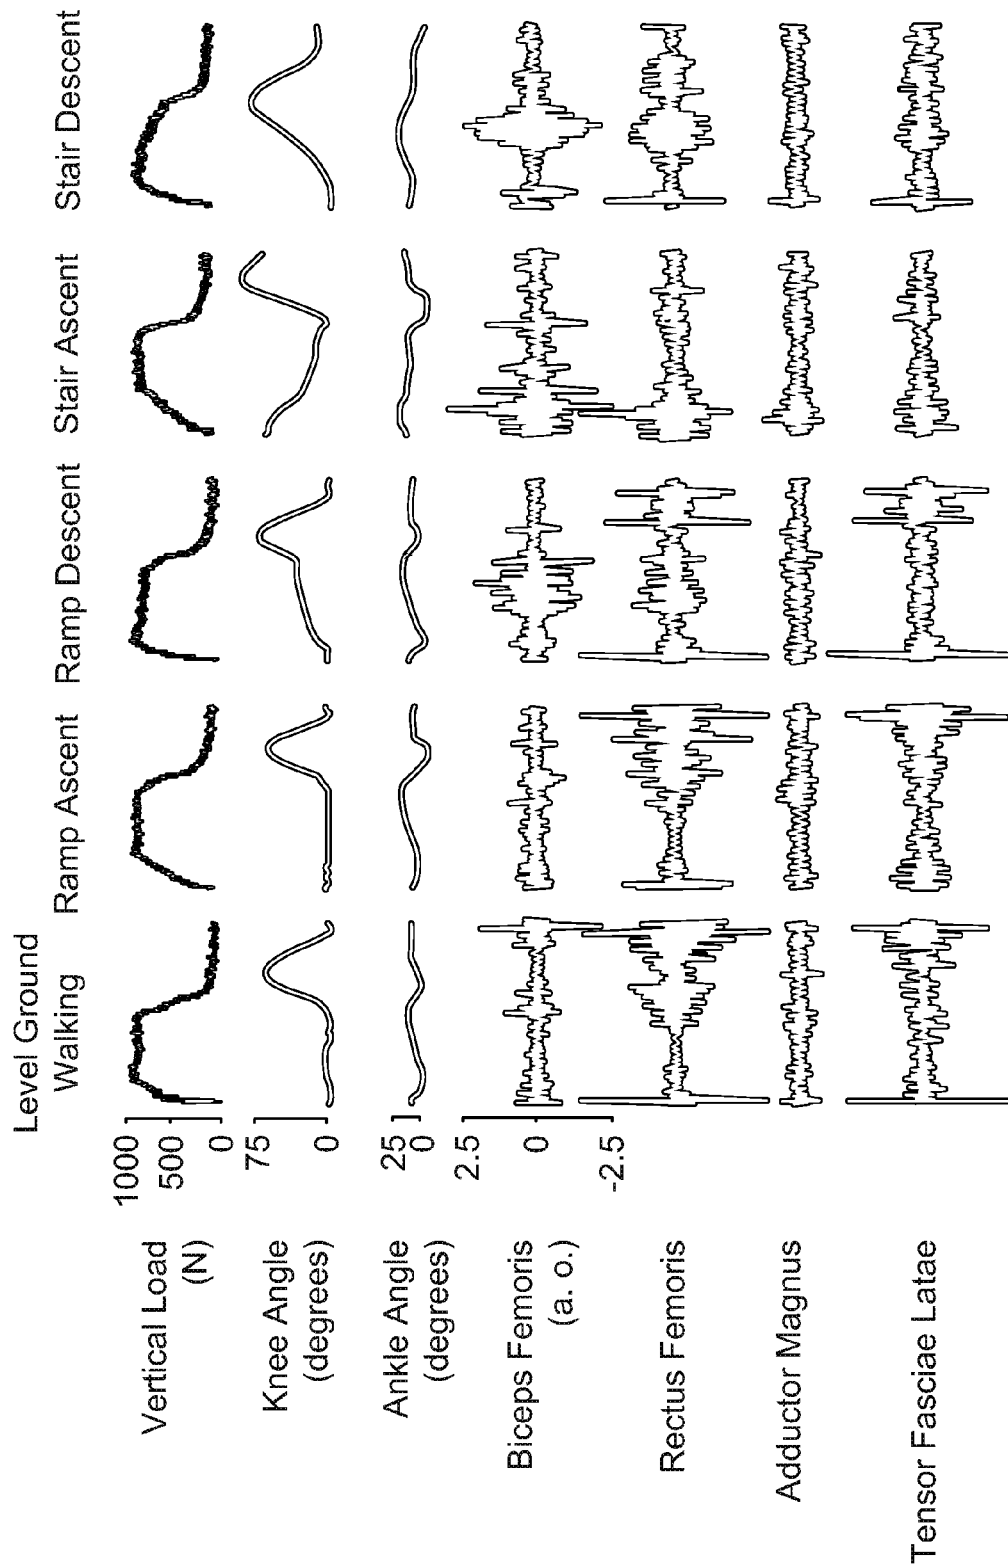 Level Ground
Walking
Ramp Ascent
Ramp Descent
Stair Ascent
Stair Descent
Vertical Load
(N)
1000
500
0
Knee Angle
(degrees)
75
0
Ankle Angle
(degrees)
25
0
Biceps Femoris
(a. o.)
2.5
0
-2.5
Rectus Femoris
Adductor Magnus
Tensor Fasciae Latae